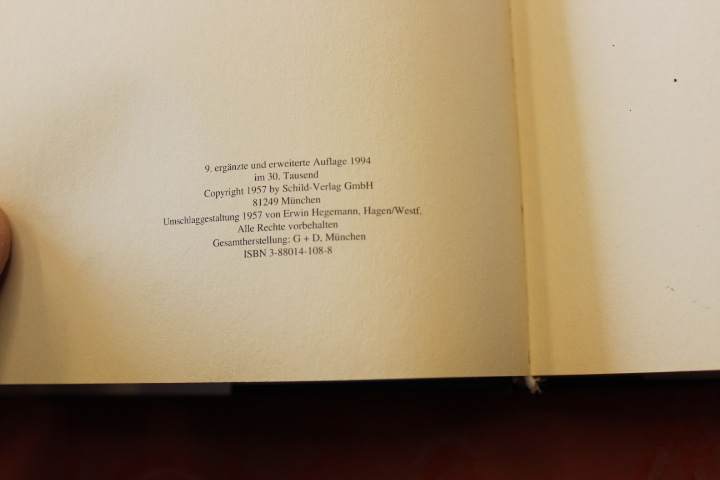 9. ergänzte und erweiterte Auflage 1994
im 30. Tausend
Copyright 1957 by Schild-Verlag GmbH
81249 München
Umschlaggestaltung 1957 von Erwin Hegemann, Hagen/Westf.
Alle Rechte vorbehalten
Gesamtherstellung: G + D, München
ISBN 3-88014-108-8